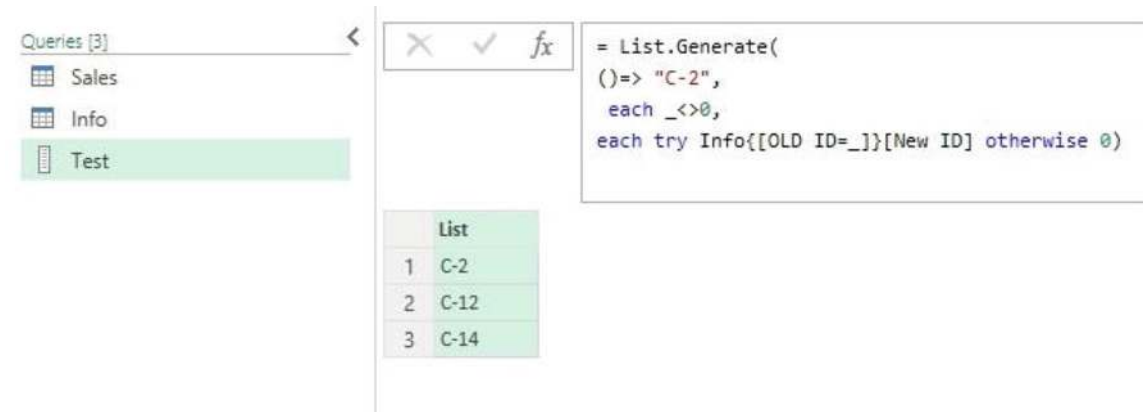 Queries [3]
Sales
Info
Test
fx
= List.Generate(
()=> "C-2",
each _<>0,
each try Info{[OLD ID=_]}[New ID] otherwise 0)
List
1 C-2
2 C-12
3 C-14